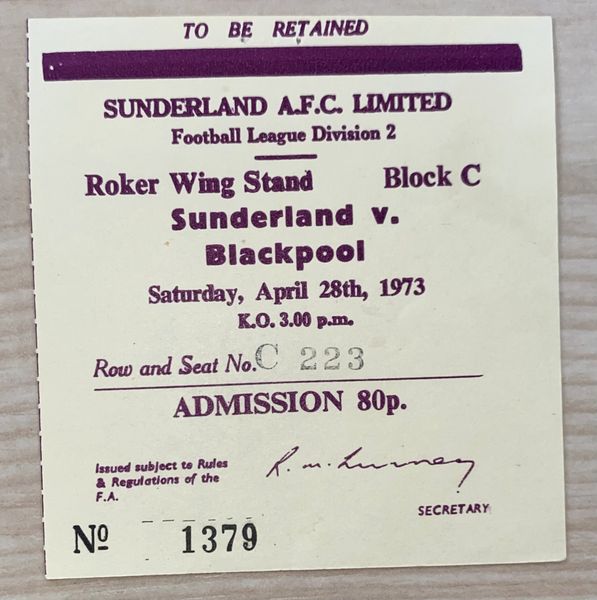 TO BE RETAINED
SUNDERLAND A.F.C. LIMITED
Football League Division 2
Roker Wing Stand Block C
Sunderland v.
Blackpool
Saturday, April 28th, 1973
K.O. 3.00 p.m.
Row and Seat No. C 223
ADMISSION 80p.
Issued subject to Rules
& Regulations of the
F.A.
SECRETARY
Nº 1379